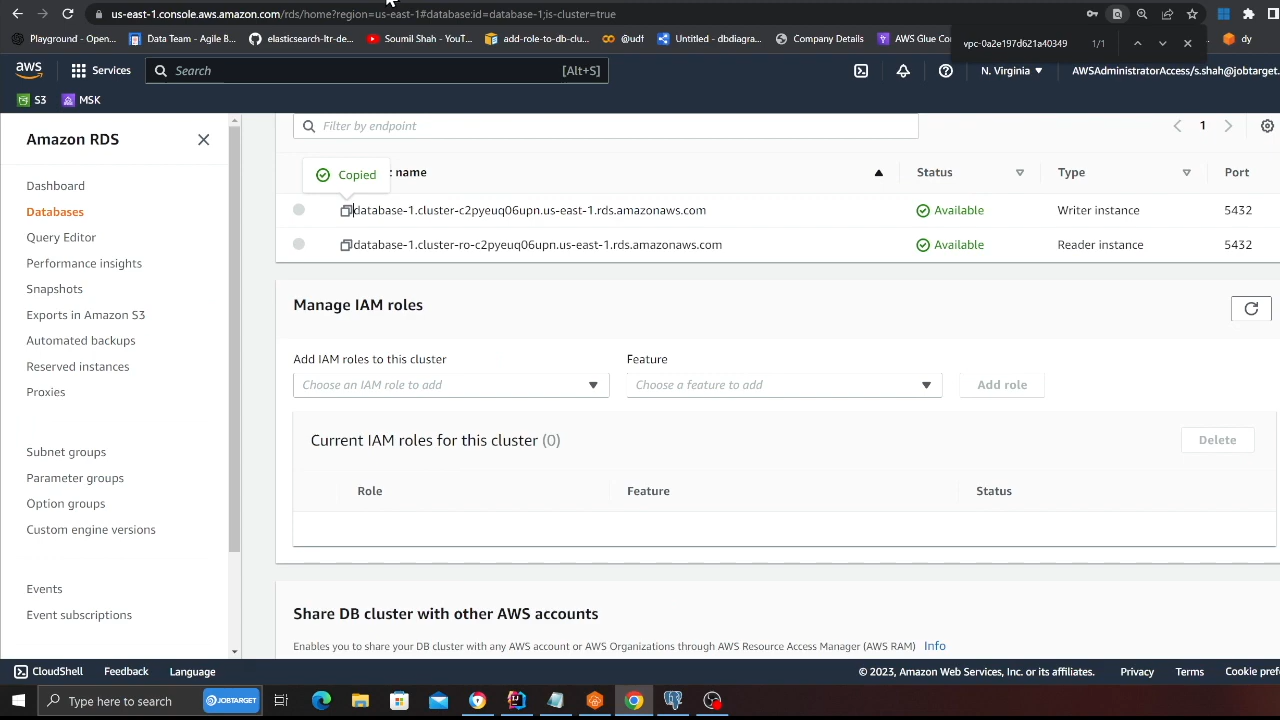 us-east-1.console.aws.amazon.com/rds/home?region=us-east-1#database:id=database-1;is-cluster=true
Playground - Open...
Data Team - Agile B...
elasticsearch-ltr-de...
Soumil Shah - YouT...
add-role-to-db-clu...
@udf
Untitled - dbdiagra...
Company Details
AWS Glue Co
dy
vpc-0a2e197d621a40349 1/1
aws Services Search [Alt+S] N. Virginia AWSAdministratorAccess/s.shah@jobtarget.
S3 MSK
Amazon RDS
Dashboard
Databases
Query Editor
Performance insights
Snapshots
Exports in Amazon S3
Automated backups
Reserved instances
Proxies
Subnet groups
Parameter groups
Option groups
Custom engine versions
Events
Event subscriptions
Filter by endpoint 1
Copied
name Status Type Port
database-1.cluster-c2pyeuq06upn.us-east-1.rds.amazonaws.com Available Writer instance 5432
database-1.cluster-ro-c2pyeuq06upn.us-east-1.rds.amazonaws.com Available Reader instance 5432
Manage IAM roles
Add IAM roles to this cluster Feature
Choose an IAM role to add Choose a feature to add Add role
Current IAM roles for this cluster (0) Delete
Role Feature Status
Share DB cluster with other AWS accounts
Enables you to share your DB cluster with any AWS account or AWS Organizations through AWS Resource Access Manager (AWS RAM) Info
CloudShell Feedback Language © 2023, Amazon Web Services, Inc. or its affiliates. Privacy Terms Cookie pref
Type here to search JOBTARGET